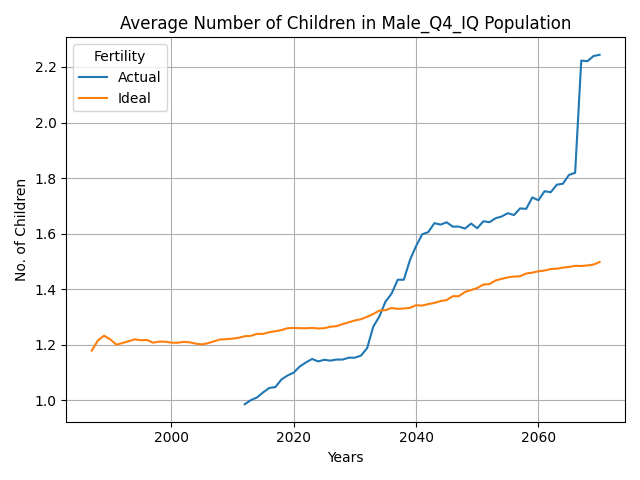 Average Number of Children in Male_Q4_IQ Population
Fertility
Actual
Ideal
No. of Children
2.2
2.0
1.8
1.6
1.4
1.2
1.0
2000
2020
2040
2060
Years